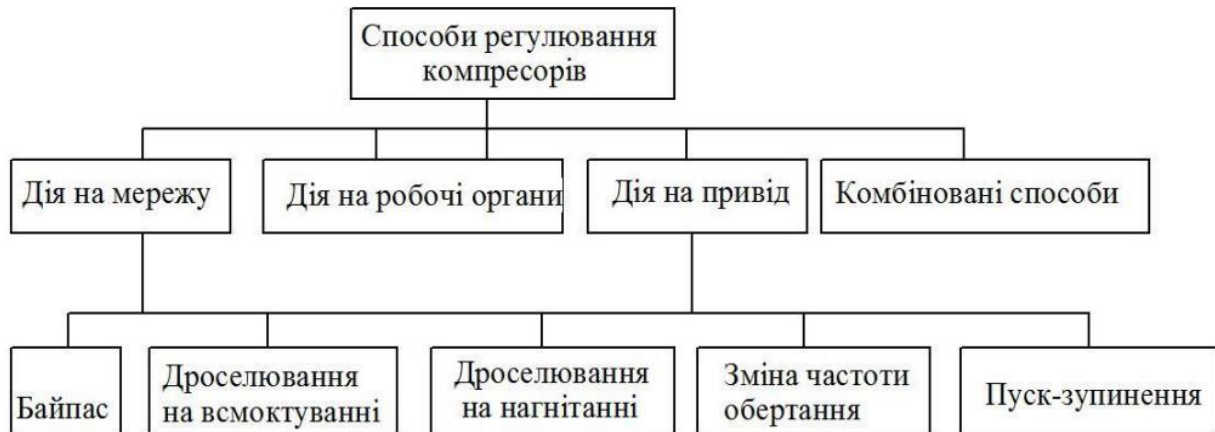 Способи регулювання
компресорів
Дія на мережу
Дія на робочі органи
Дія на привід
Комбіновані способи
Байпас
Дроселювання
на всмоктуванні
Дроселювання
на нагнітанні
Зміна частоти
обертання
Пуск-зупинення